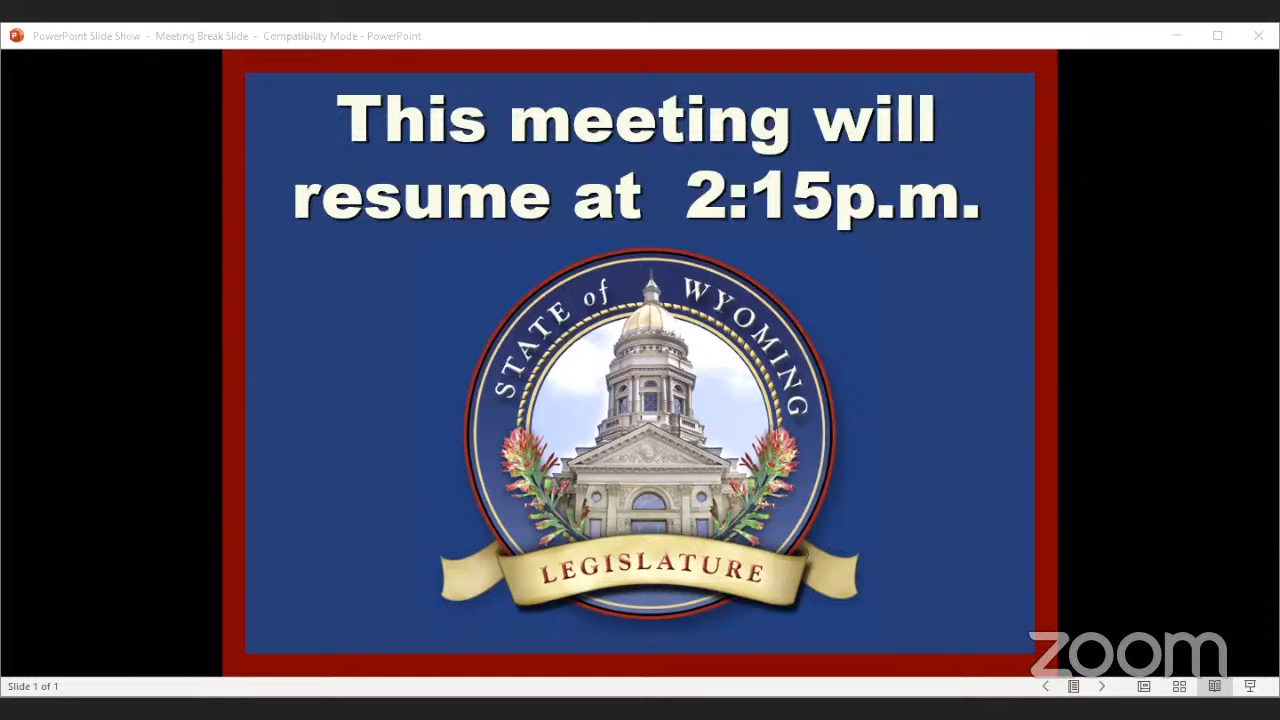 PowerPoint Slide Show - Meeting Break Slide - Compatibility Mode - PowerPoint
This meeting will
resume at 2:15p.m.
STATE of WYOMING
LEGISLATURE
zoom
Slide 1 of 1